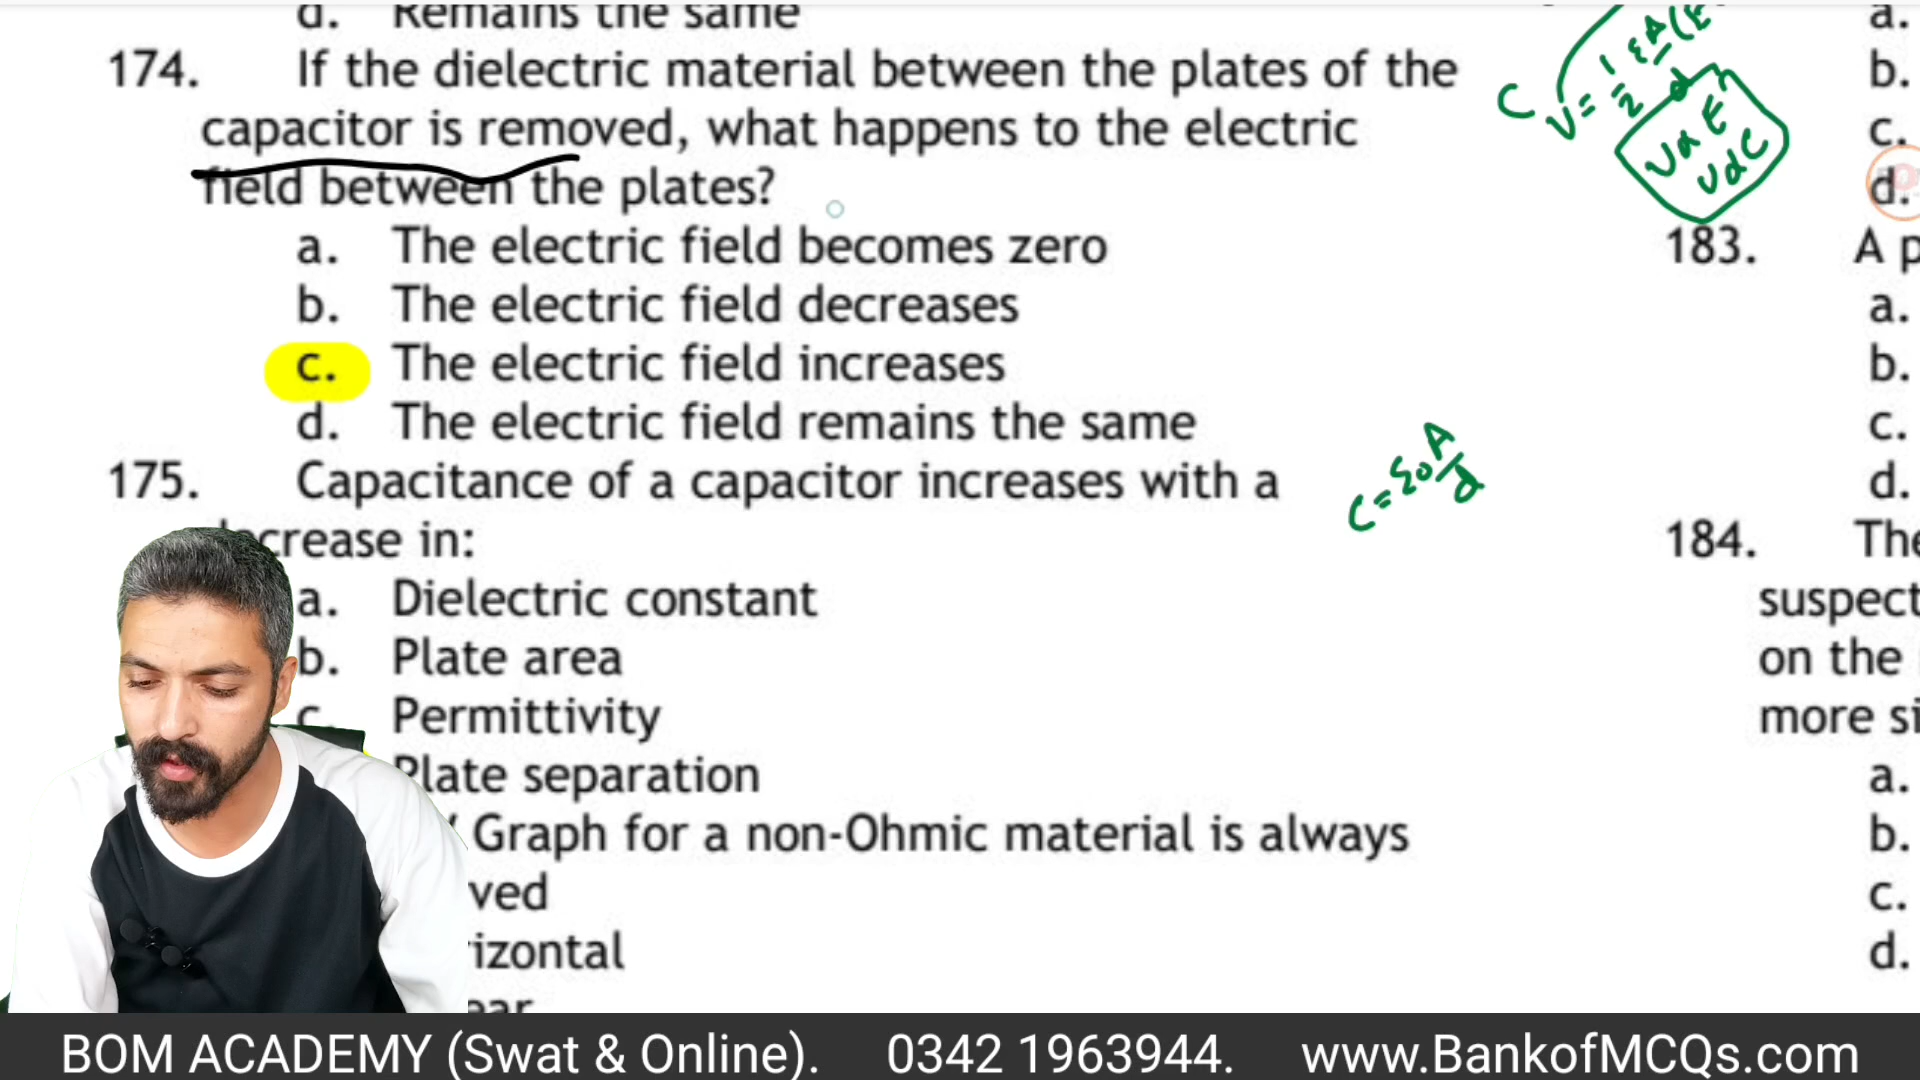 d. Remains the same
174. If the dielectric material between the plates of the
capacitor is removed, what happens to the electric
field between the plates?
a. The electric field becomes zero
b. The electric field decreases
c. The electric field increases
d. The electric field remains the same
175. Capacitance of a capacitor increases with a
crease in:
a. Dielectric constant
b. Plate area
c. Permittivity
Plate separation
Graph for a non-Ohmic material is always
ved
izontal
ear
C = ε0 A/d
U α E
U α C
a.
b.
c.
d.
183. A p
a.
b.
c.
d.
184. The
suspect
on the
more si
a.
b.
c.
d.
BOM ACADEMY (Swat & Online). 0342 1963944. www.BankofMCQs.com